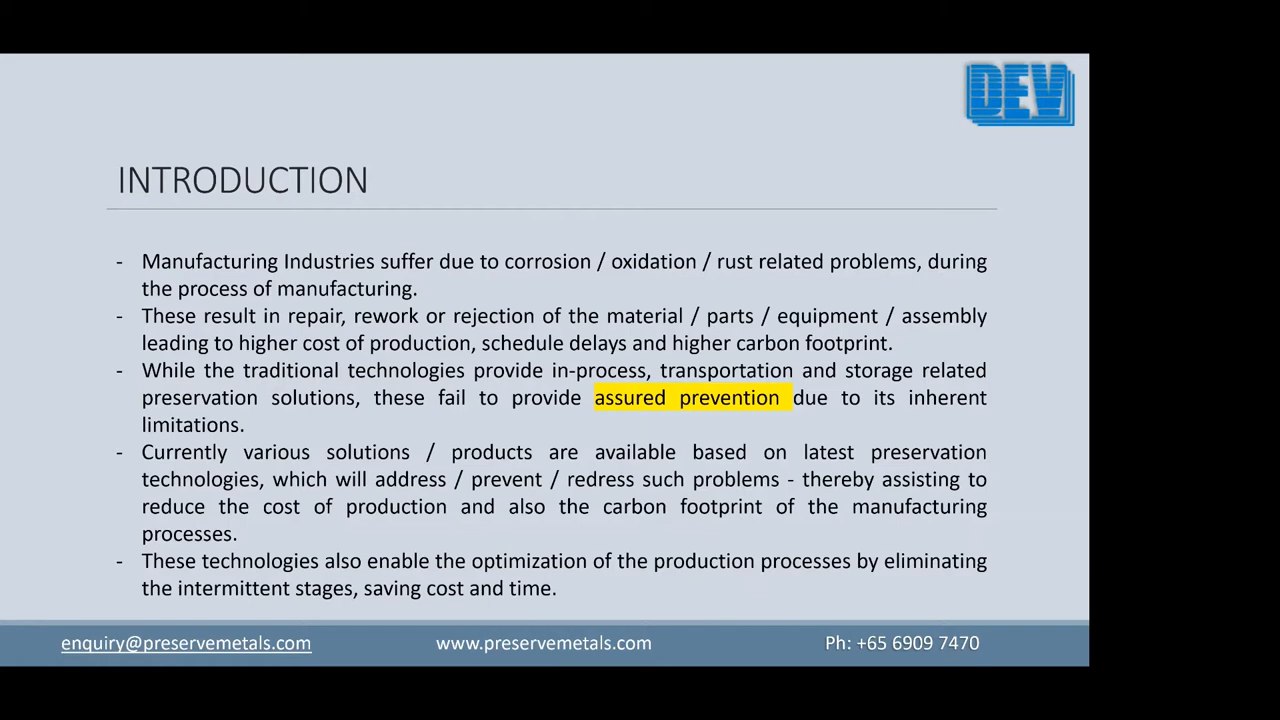 DEV
INTRODUCTION
- Manufacturing Industries suffer due to corrosion / oxidation / rust related problems, during
the process of manufacturing.
- These result in repair, rework or rejection of the material / parts / equipment / assembly
leading to higher cost of production, schedule delays and higher carbon footprint.
- While the traditional technologies provide in-process, transportation and storage related
preservation solutions, these fail to provide assured prevention due to its inherent
limitations.
- Currently various solutions / products are available based on latest preservation
technologies, which will address / prevent / redress such problems - thereby assisting to
reduce the cost of production and also the carbon footprint of the manufacturing
processes.
- These technologies also enable the optimization of the production processes by eliminating
the intermittent stages, saving cost and time.
enquiry@preservemetals.com www.preservemetals.com Ph: +65 6909 7470